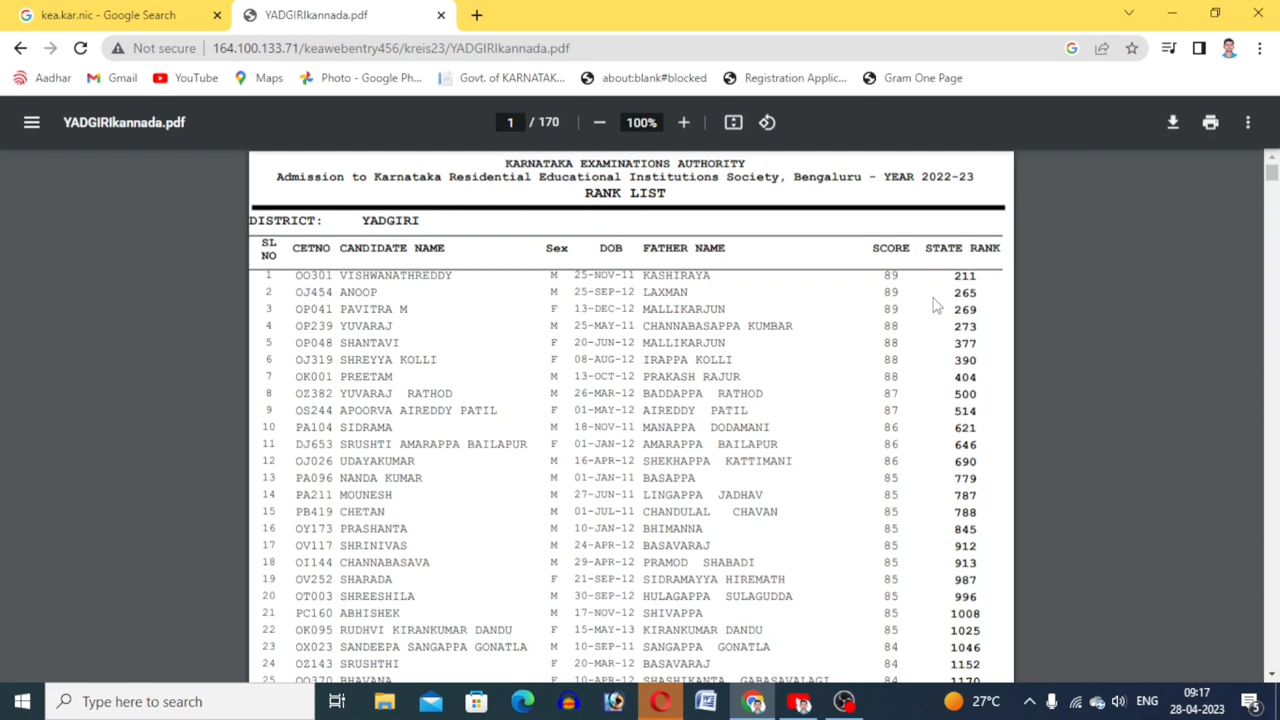 kea.kar.nic - Google Search
YADGIRIkannada.pdf
Not secure
164.100.133.71/keawebentry456/kreis23/YADGIRIkannada.pdf
Aadhar
Gmail
YouTube
Maps
Photo - Google Ph...
Govt. of KARNATAK...
about:blank#blocked
Registration Applic...
Gram One Page
YADGIRIkannada.pdf
1 / 170
100%
KARNATAKA EXAMINATIONS AUTHORITY
Admission to Karnataka Residential Educational Institutions Society, Bengaluru - YEAR 2022-23
RANK LIST
DISTRICT: YADGIRI
SL NO CETNO CANDIDATE NAME Sex DOB FATHER NAME SCORE STATE RANK
1 OO301 VISHWANATHREDDY M 25-NOV-11 KASHIRAYA 89 211
2 OJ454 ANOOP M 25-SEP-12 LAXMAN 89 265
3 OP041 PAVITRA M F 13-DEC-12 MALLIKARJUN 89 269
4 OP239 YUVARAJ M 25-MAY-11 CHANNABASAPPA KUMBAR 88 273
5 OP048 SHANTAVI F 20-JUN-12 MALLIKARJUN 88 377
6 OJ319 SHREYYA KOLLI F 08-AUG-12 IRAPPA KOLLI 88 390
7 OK001 PREETAM M 13-OCT-12 PRAKASH RAJUR 88 404
8 OZ382 YUVARAJ RATHOD M 26-MAR-12 BADDAPPA RATHOD 87 500
9 OS244 APOORVA AIREDDY PATIL F 01-MAY-12 AIREDDY PATIL 87 514
10 PA104 SIDRAMA M 18-NOV-11 MANAPPA DODAMANI 86 621
11 DJ653 SRUSHTI AMARAPPA BAILAPUR F 01-JAN-12 AMARAPPA BAILAPUR 86 646
12 OJ026 UDAYAKUMAR M 16-APR-12 SHEKHAPPA KATTIMANI 86 690
13 PA096 NANDA KUMAR M 01-JAN-11 BASAPPA 85 779
14 PA211 MOUNESH M 27-JUN-11 LINGAPPA JADHAV 85 787
15 PB419 CHETAN M 01-JUL-11 CHANDULAL CHAVAN 85 788
16 OY173 PRASHANTA M 10-JAN-12 BHIMANNA 85 845
17 OV117 SHRINIVAS M 24-APR-12 BASAVARAJ 85 912
18 OI144 CHANNABASAVA M 29-APR-12 PRAMOD SHABADI 85 913
19 OV252 SHARADA F 21-SEP-12 SIDRAMAYYA HIREMATH 85 987
20 OT003 SHREESHILA M 30-SEP-12 HULAGAPPA SULAGUDDA 85 996
21 PC160 ABHISHEK M 17-NOV-12 SHIVAPPA 85 1008
22 OK095 RUDHVI KIRANKUMAR DANDU F 15-MAY-13 KIRANKUMAR DANDU 85 1025
23 OX023 SANDEEPA SANGAPPA GONATLA M 10-SEP-11 SANGAPPA GONATLA 84 1046
24 OZ143 SRUSHTHI F 20-MAR-12 BASAVARAJ 84 1152
25 OO370 BHAVANA F 10-APR-12 SHASHIKANTA GABASAVALAGI 84 1170
Type here to search
27°C
ENG
09:17
28-04-2023
5